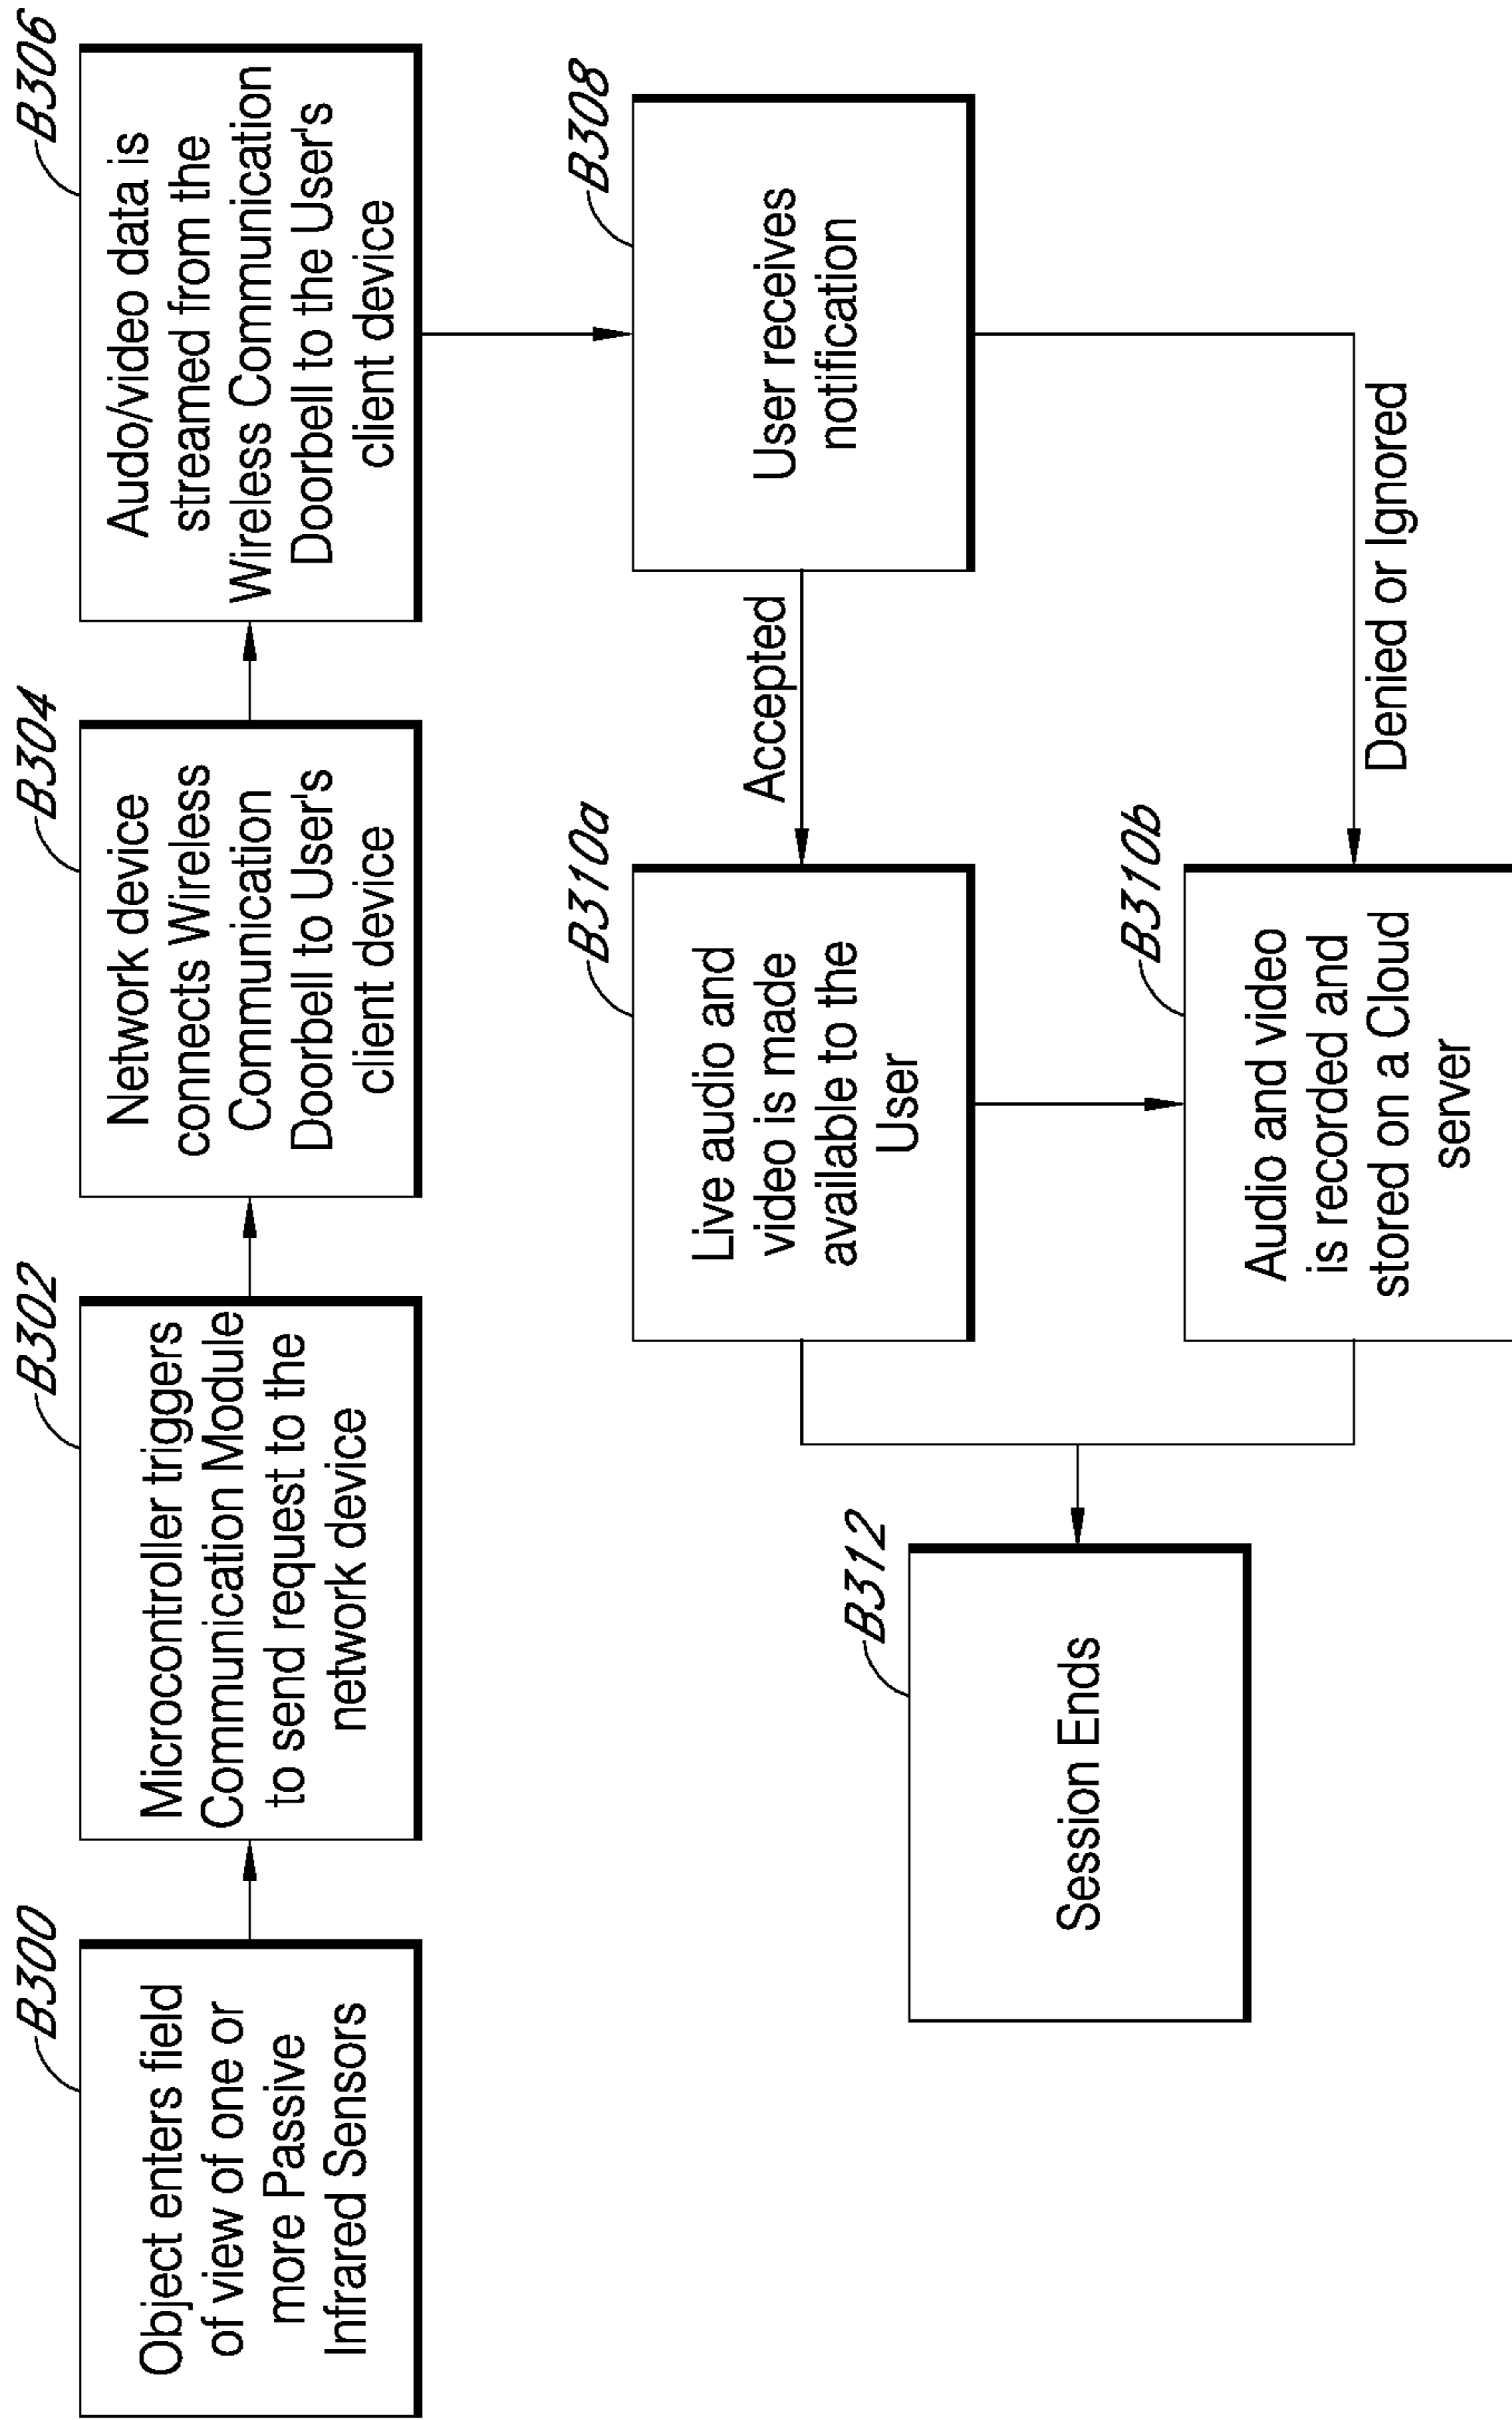 B300
Object enters field
of view of one or
more Passive
Infrared Sensors
B302
Microcontroller triggers
Communication Module
to send request to the
network device
B304
Network device
connects Wireless
Communication
Doorbell to User's
client device
B306
Audo/video data is
streamed from the
Wireless Communication
Doorbell to the User's
client device
B308
User receives
notification
Accepted
Denied or Ignored
B310a
Live audio and
video is made
available to the
User
B310b
Audio and video
is recorded and
stored on a Cloud
server
B312
Session Ends